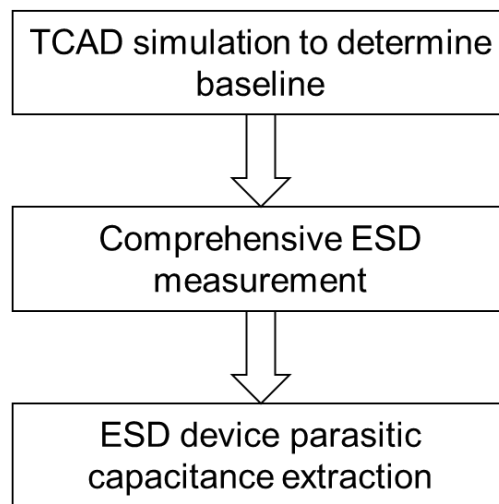 TCAD simulation to determine
baseline
Comprehensive ESD
measurement
ESD device parasitic
capacitance extraction